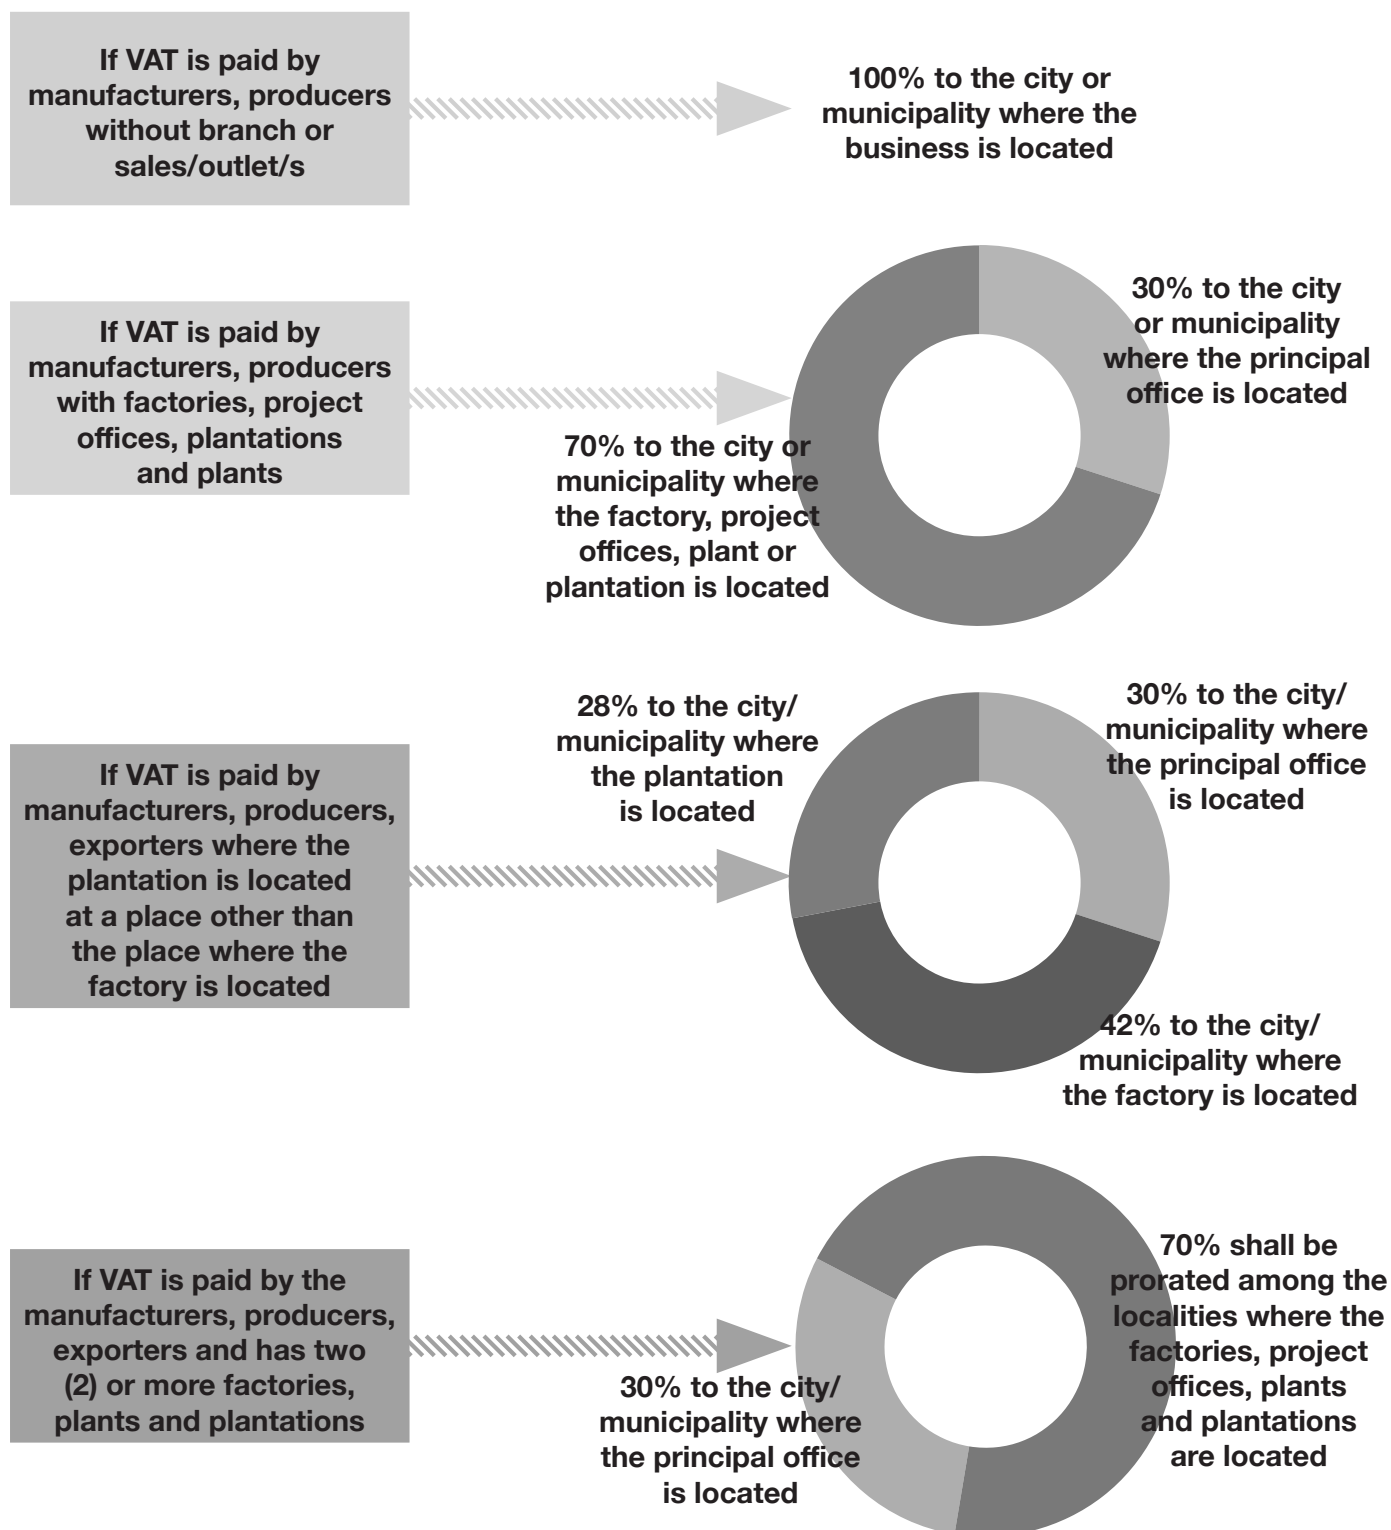 If VAT is paid by
manufacturers, producers
without branch or
sales/outlet/s
100% to the city or
municipality where the
business is located
If VAT is paid by
manufacturers, producers
with factories, project
offices, plantations
and plants
30% to the city
or municipality
where the principal
office is located
70% to the city or
municipality where
the factory, project
offices, plant or
plantation is located
If VAT is paid by
manufacturers, producers,
exporters where the
plantation is located
at a place other than
the place where the
factory is located
28% to the city/
municipality where
the plantation
is located
30% to the city/
municipality where
the principal office
is located
42% to the city/
municipality where
the factory is located
If VAT is paid by the
manufacturers, producers,
exporters and has two
(2) or more factories,
plants and plantations
30% to the city/
municipality where
the principal office
is located
70% shall be
prorated among the
localities where the
factories, project
offices, plants
and plantations
are located